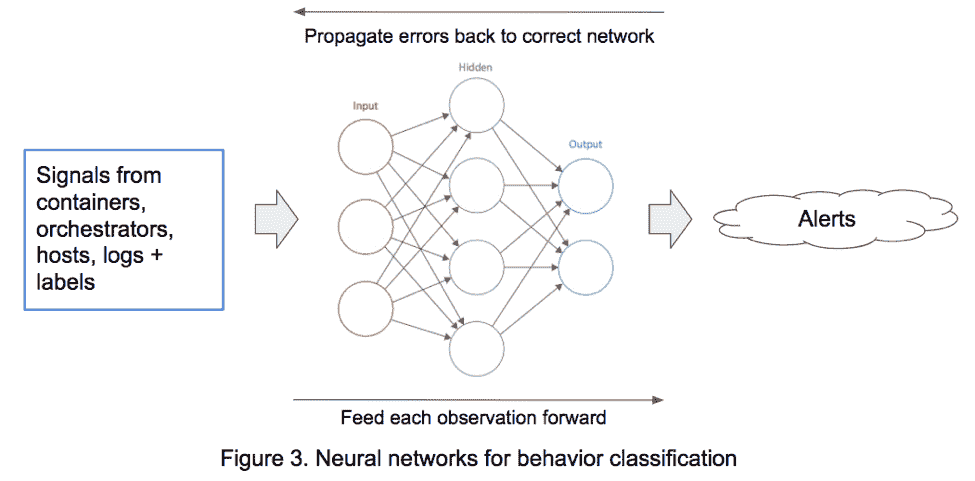 Propagate errors back to correct network
Hidden
Input
Output
Signals from
containers,
orchestrators,
hosts, logs +
labels
Alerts
Feed each observation forward
Figure 3. Neural networks for behavior classification